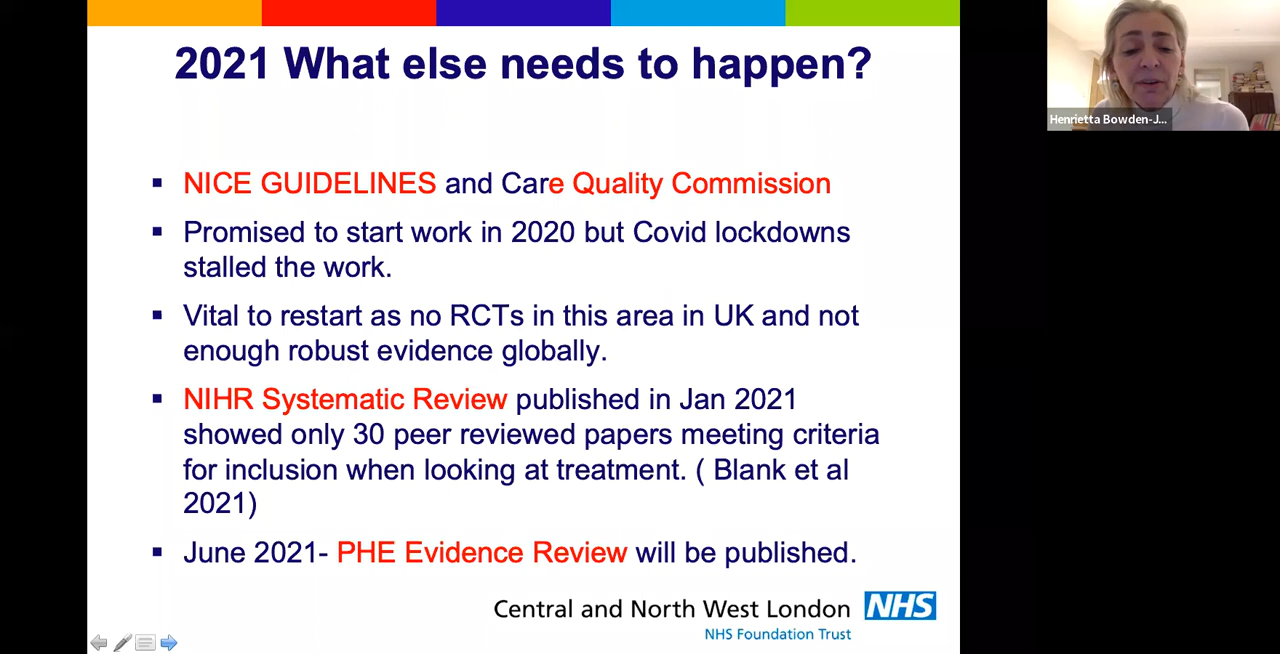 2021 What else needs to happen?
Henrietta Bowden-J...
NICE GUIDELINES and Care Quality Commission
Promised to start work in 2020 but Covid lockdowns
stalled the work.
Vital to restart as no RCTs in this area in UK and not
enough robust evidence globally.
NIHR Systematic Review published in Jan 2021
showed only 30 peer reviewed papers meeting criteria
for inclusion when looking at treatment. ( Blank et al
2021)
June 2021- PHE Evidence Review will be published.
Central and North West London NHS
NHS Foundation Trust